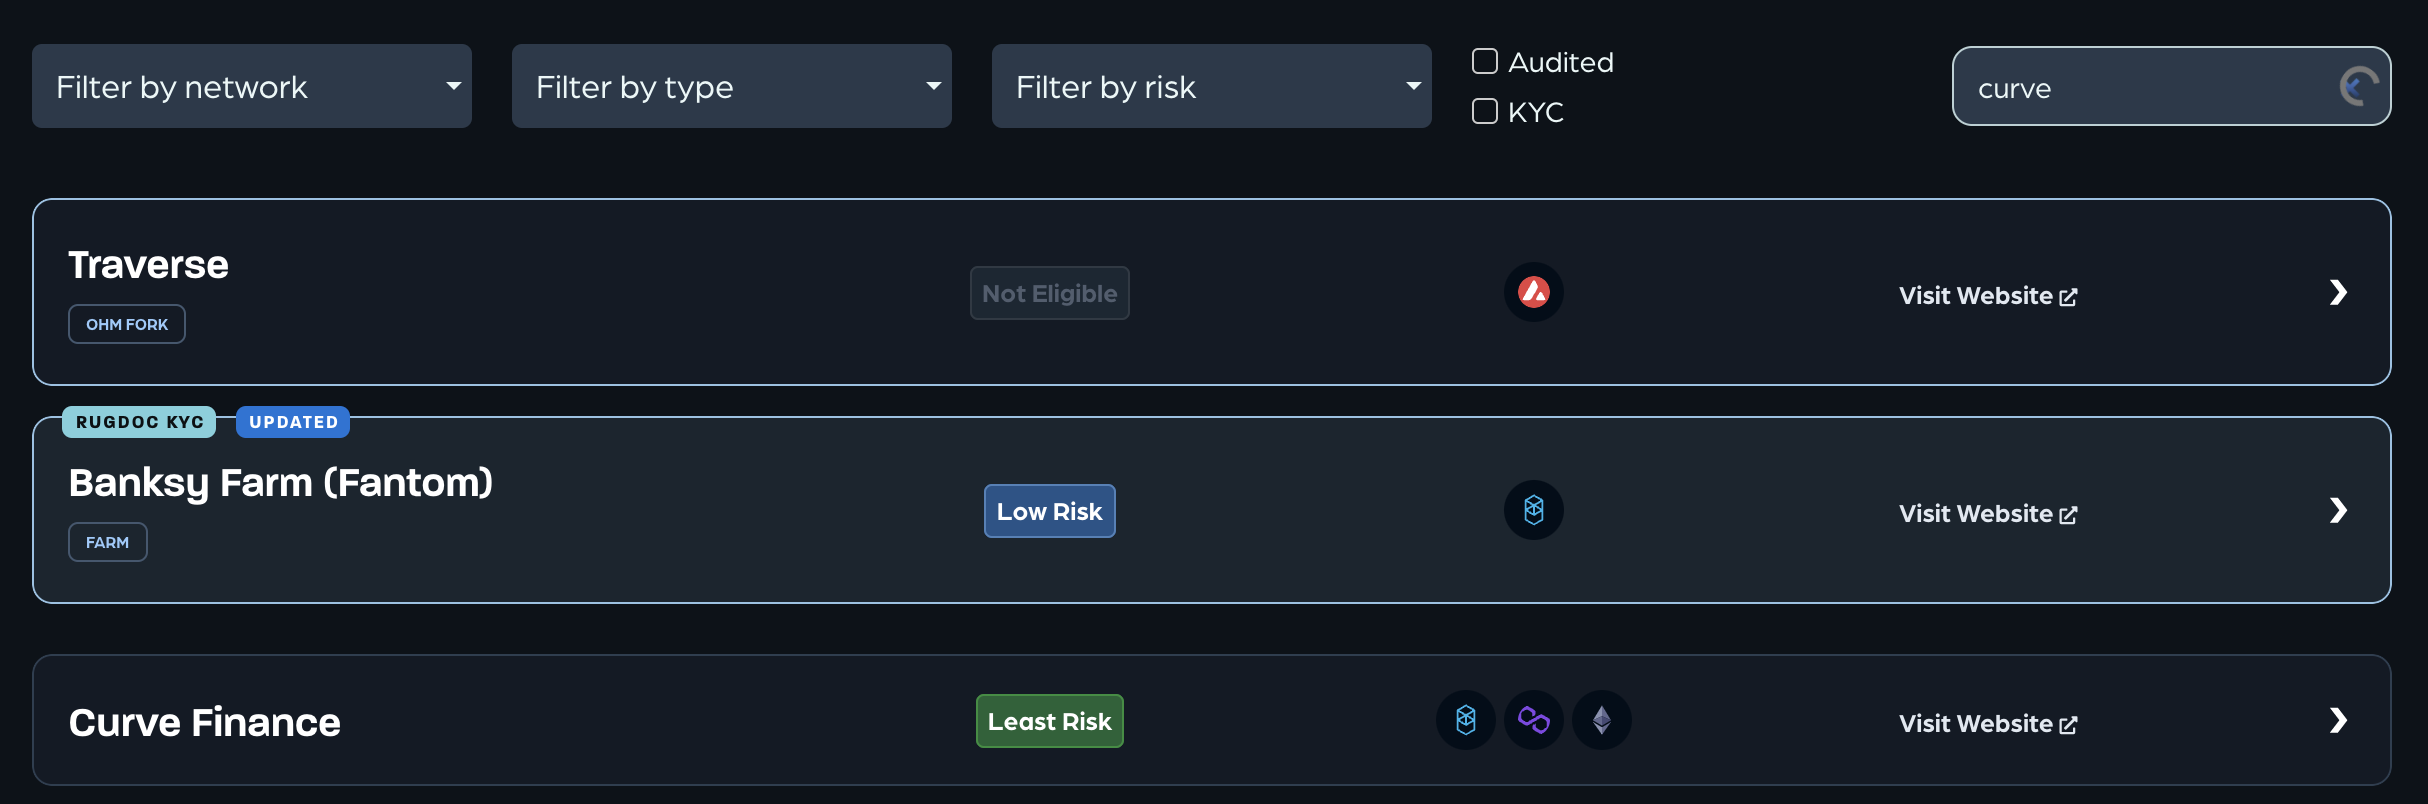 Filter by network
Filter by type
Filter by risk
Audited
KYC
curve
Traverse
OHM FORK
Not Eligible
Visit Website
RUGDOC KYC
UPDATED
Banksy Farm (Fantom)
FARM
Low Risk
Visit Website
Curve Finance
Least Risk
Visit Website